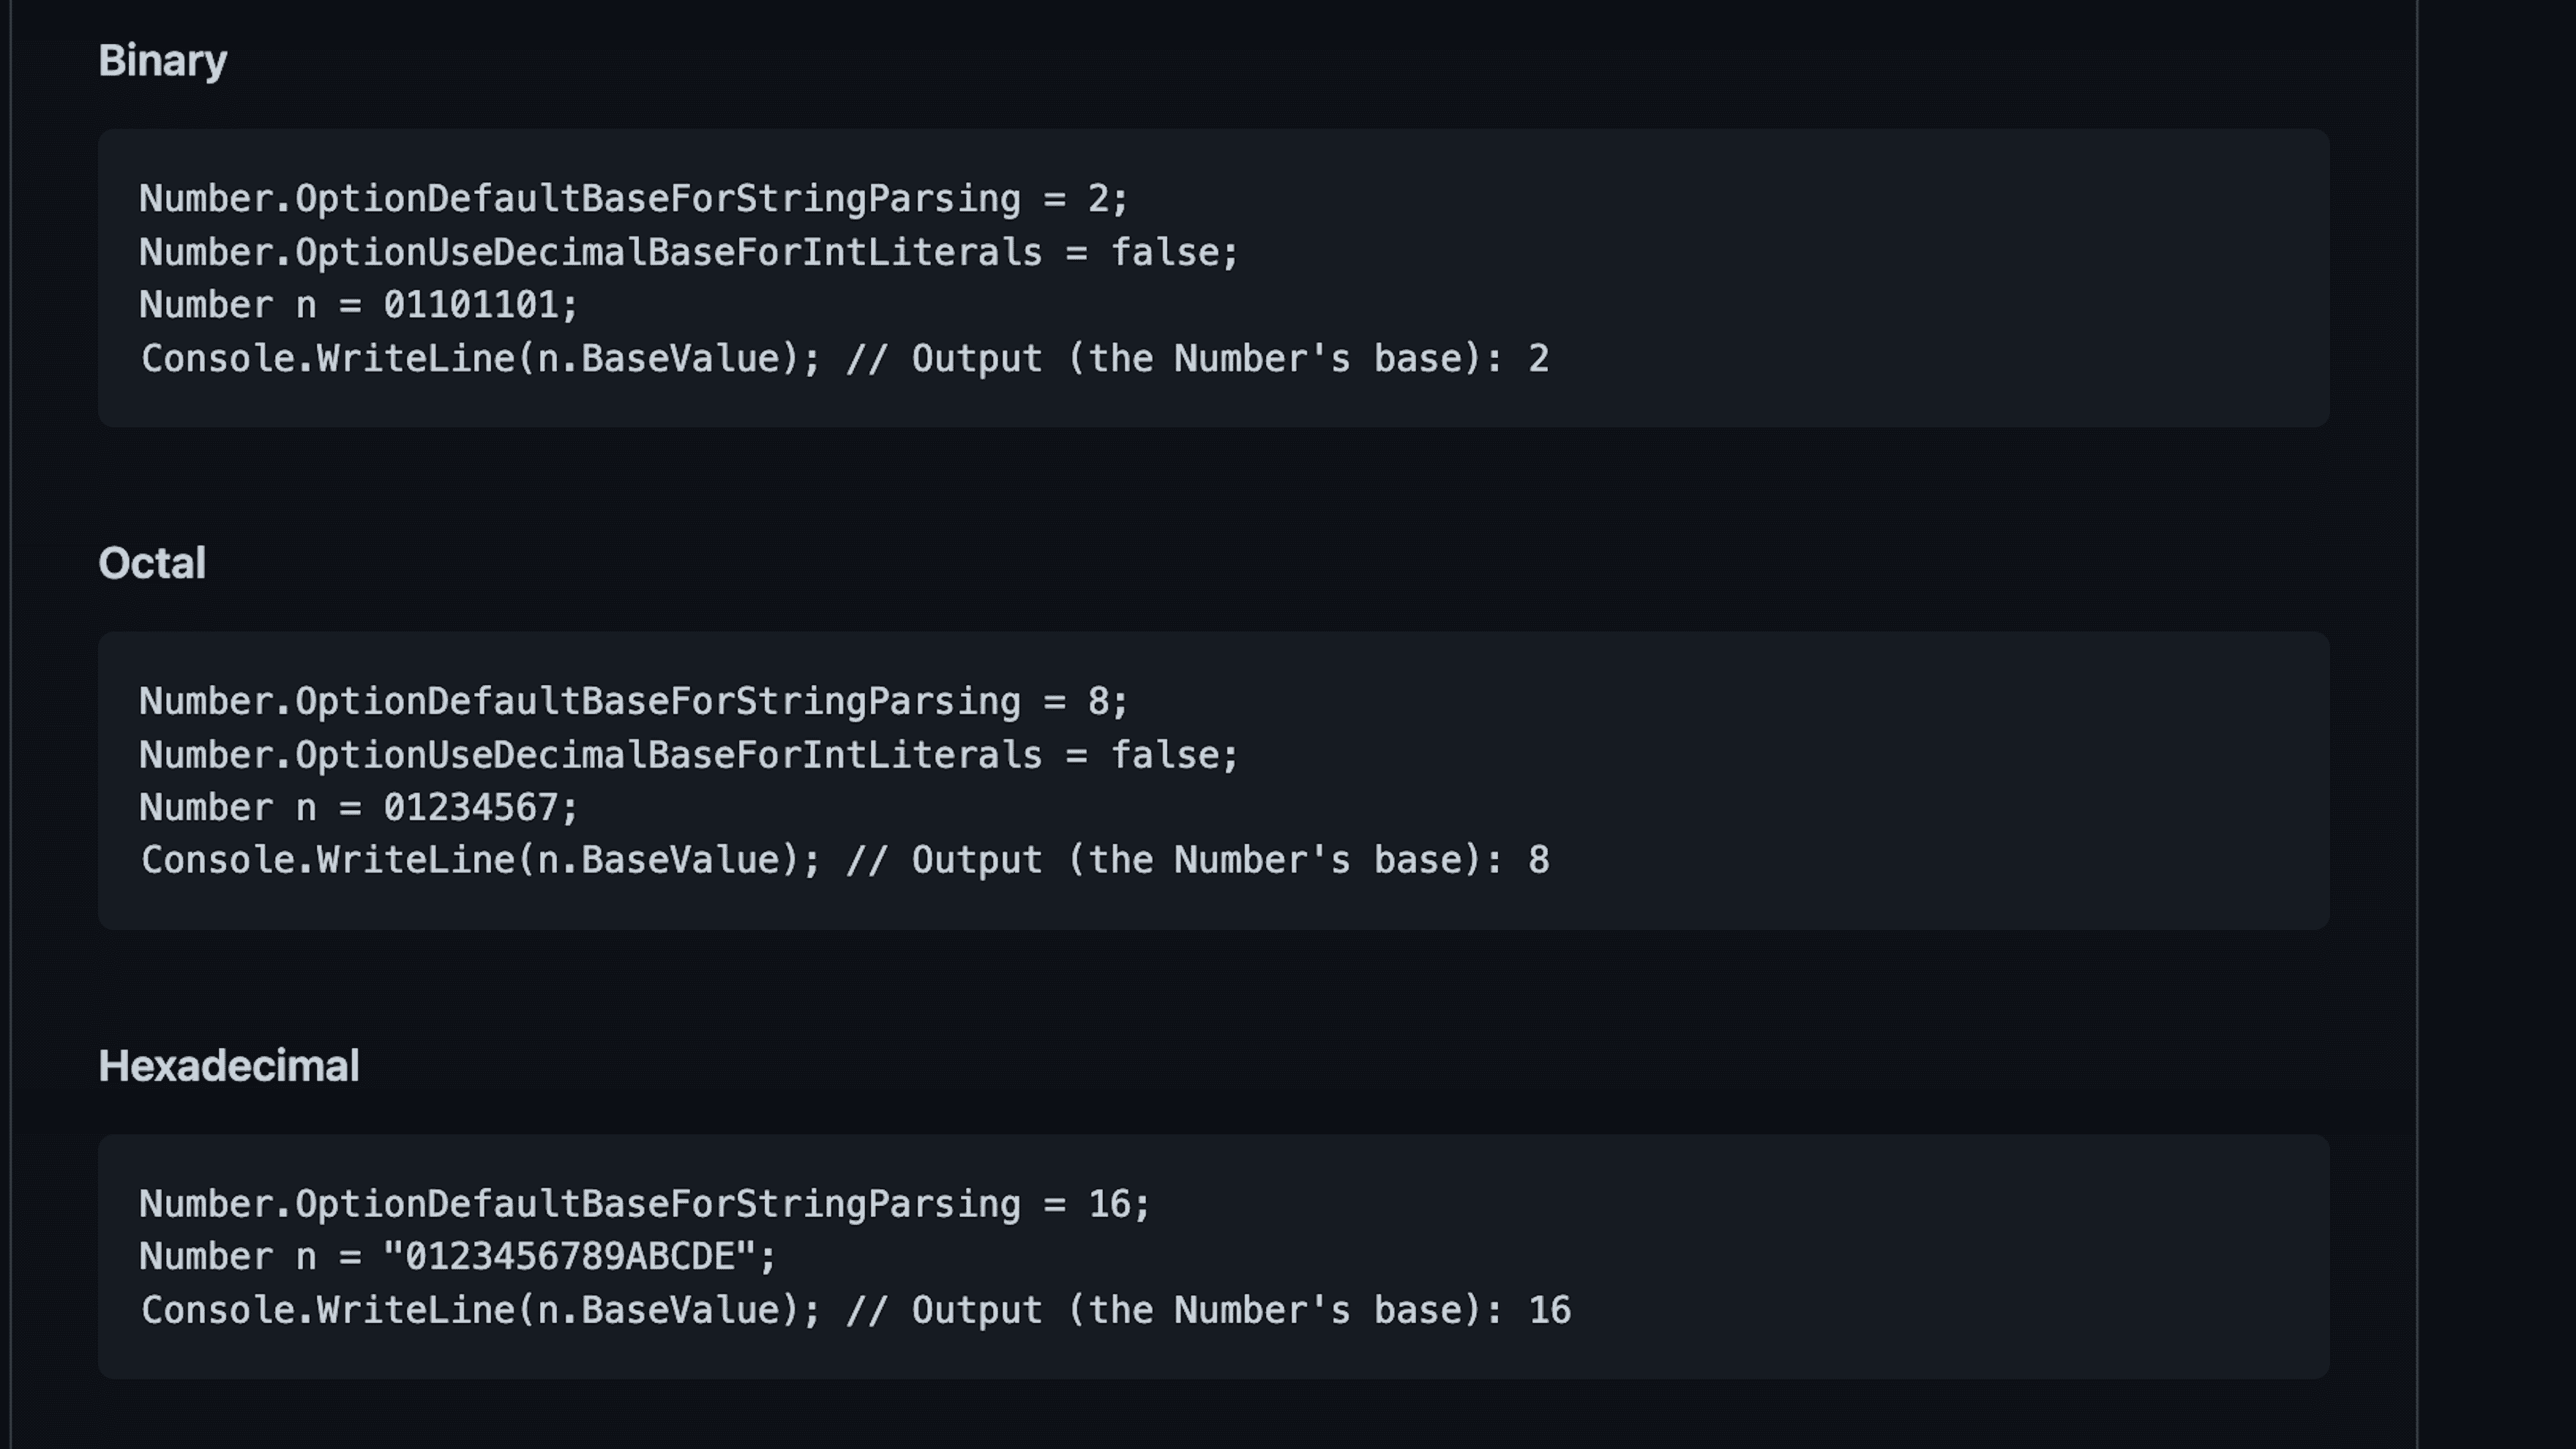 Binary
Number.OptionDefaultBaseForStringParsing = 2;
Number.OptionUseDecimalBaseForIntLiterals = false;
Number n = 01101101;
Console.WriteLine(n.BaseValue); // Output (the Number's base): 2
Octal
Number.OptionDefaultBaseForStringParsing = 8;
Number.OptionUseDecimalBaseForIntLiterals = false;
Number n = 01234567;
Console.WriteLine(n.BaseValue); // Output (the Number's base): 8
Hexadecimal
Number.OptionDefaultBaseForStringParsing = 16;
Number n = "0123456789ABCDE";
Console.WriteLine(n.BaseValue); // Output (the Number's base): 16